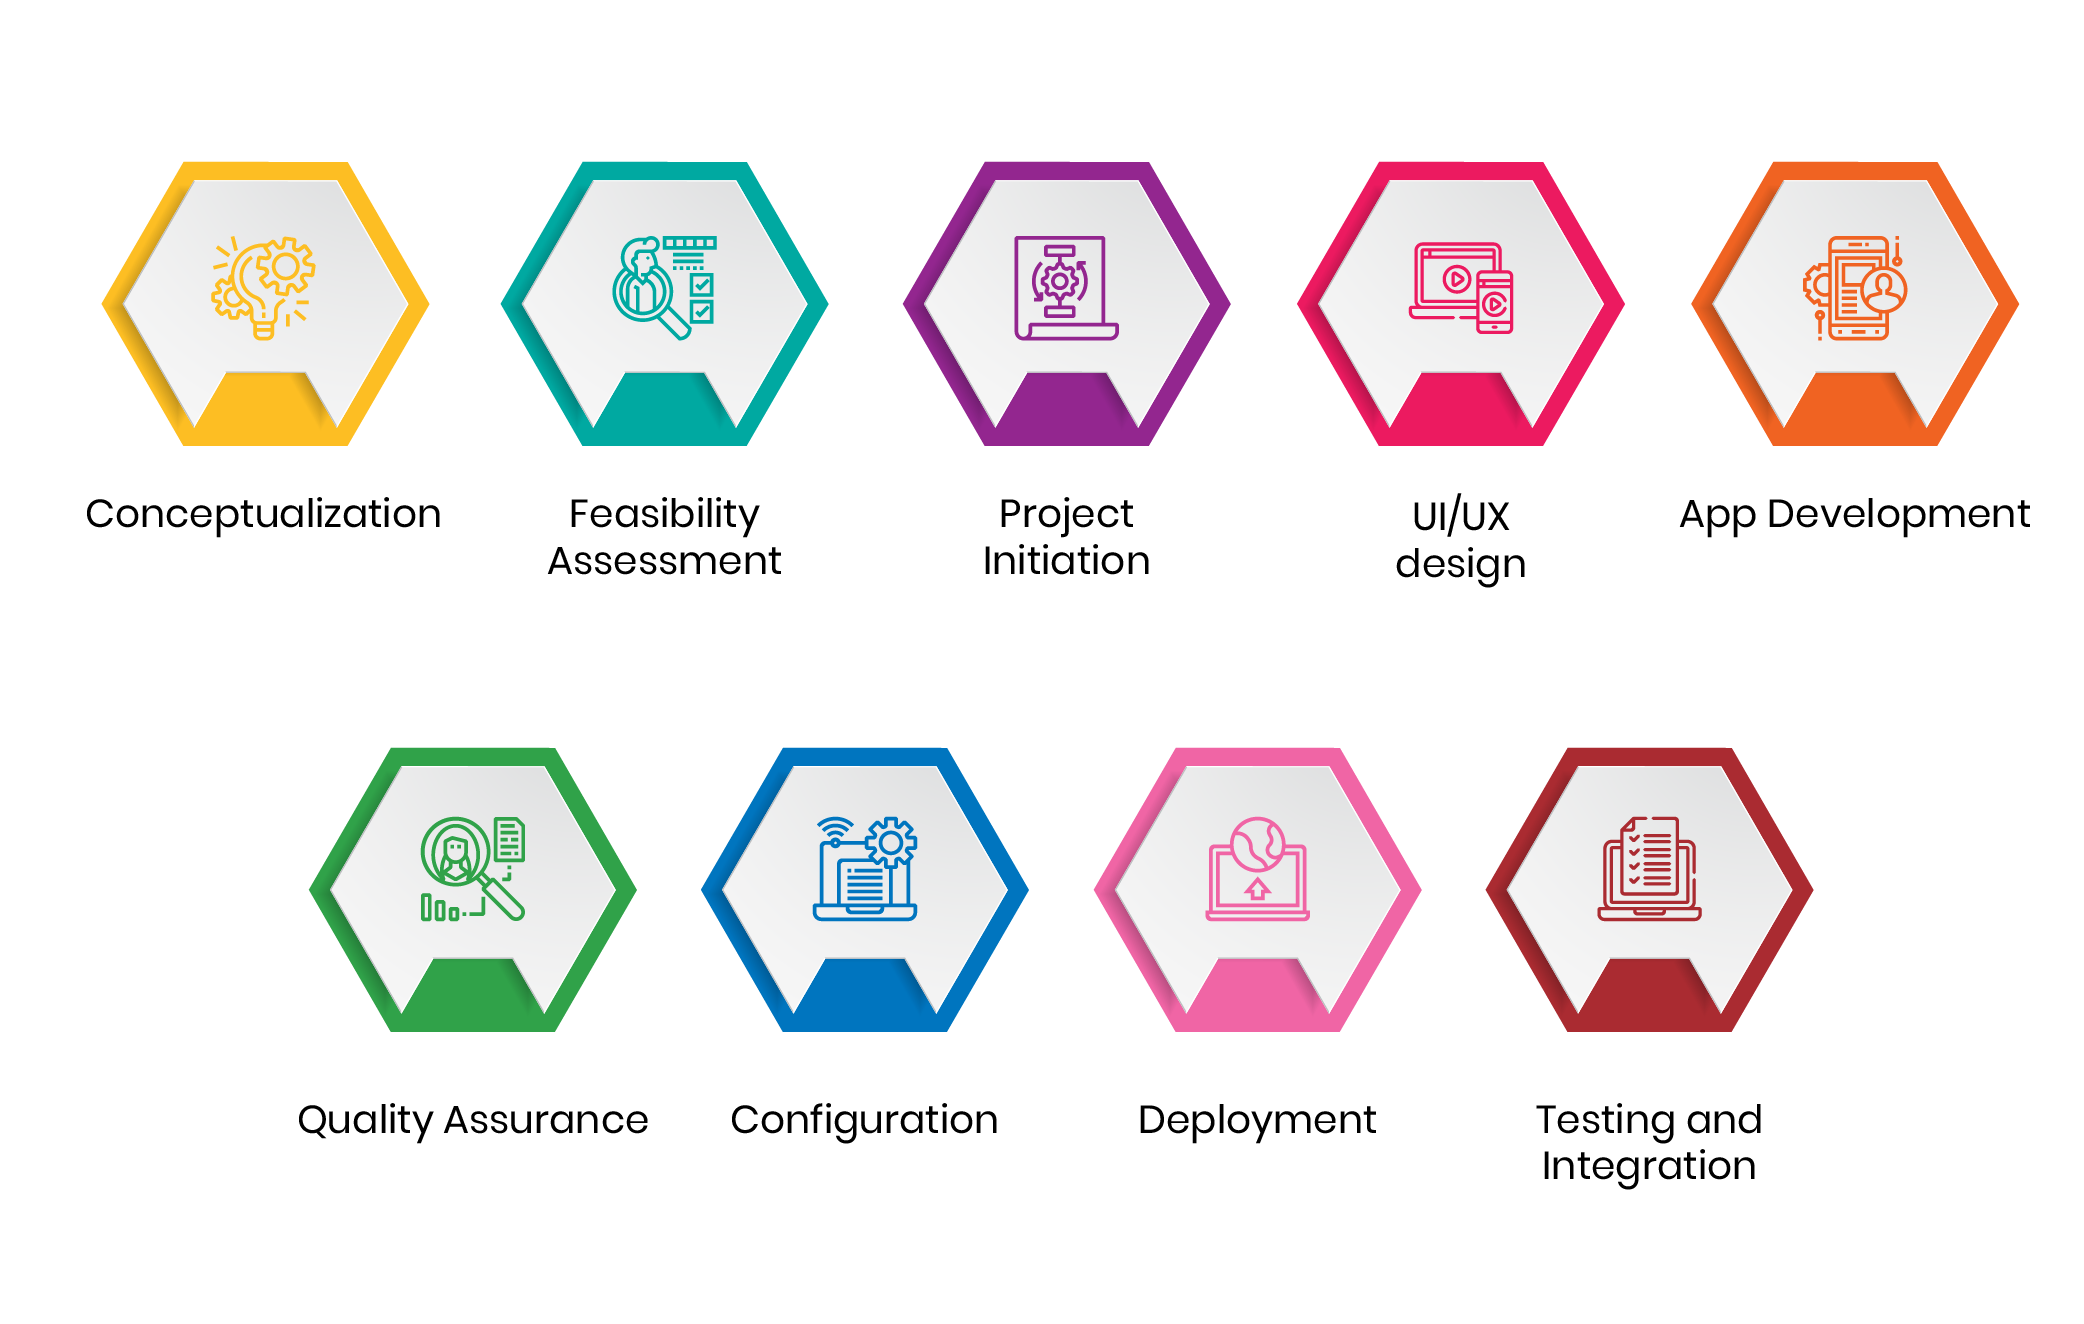 Conceptualization
Feasibility
Assessment
Project
Initiation
UI/UX
design
App Development
Quality Assurance
Configuration
Deployment
Testing and
Integration